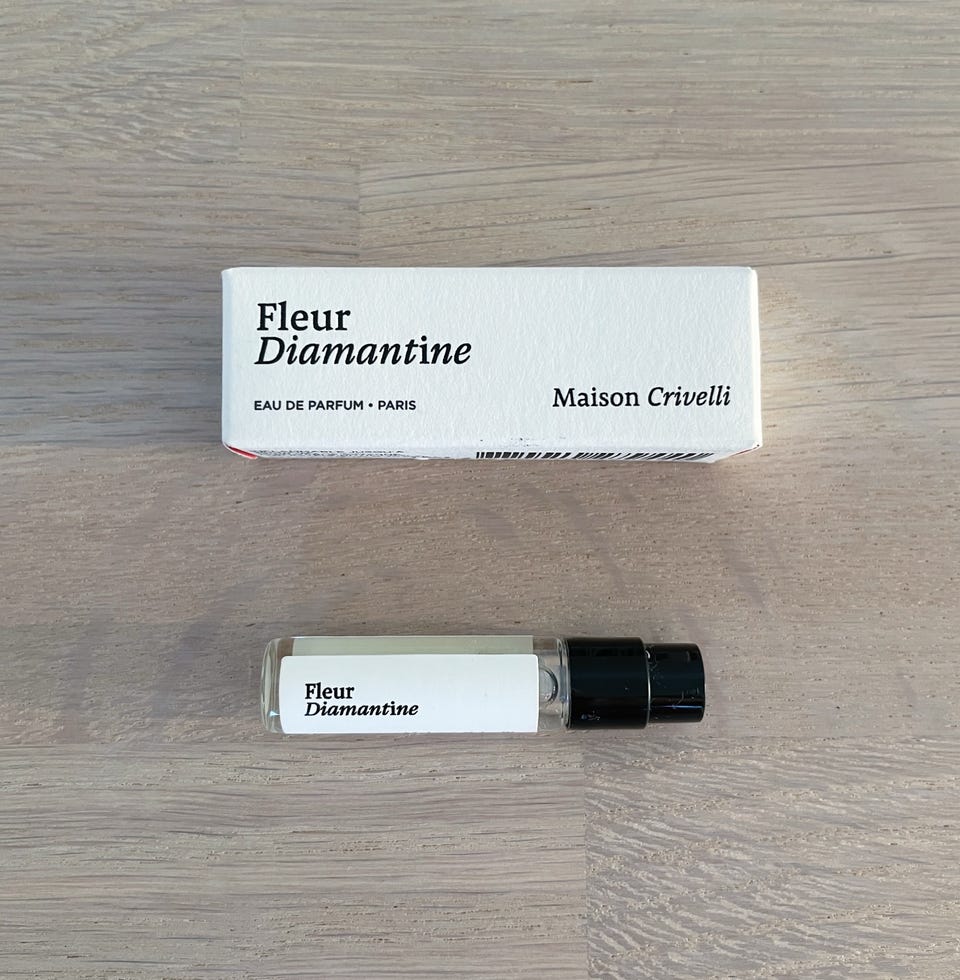 Fleur
Diamantine
EAU DE PARFUM • PARIS
Maison Crivelli
Fleur
Diamantine